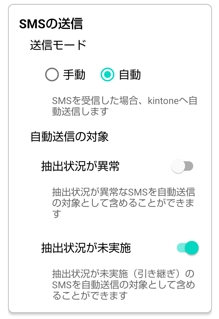 SMSの送信
送信モード
手動
自動
SMSを受信した場合、kintoneへ自
動送信します
自動送信の対象
抽出状況が異常
抽出状況が異常なSMSを自動送信
の対象として含めることができま
す
抽出状況が未実施
抽出状況が未実施（引き継ぎ）の
SMSを自動送信の対象として含め
ることができます